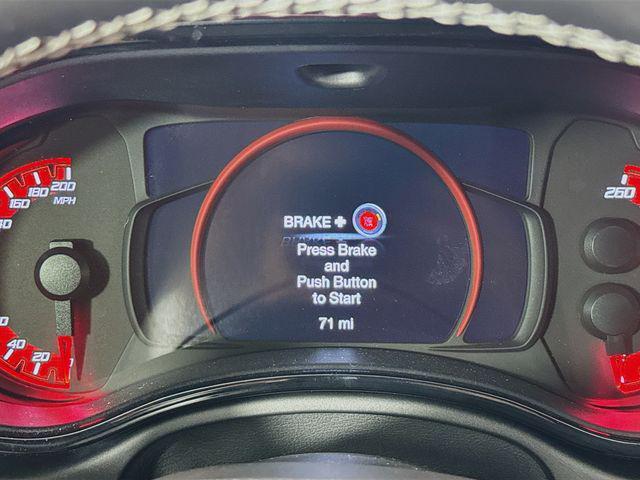 160 180 200
MPH
260
BRAKE +
Press Brake
and
Push Button
to Start
71 mi
40
20